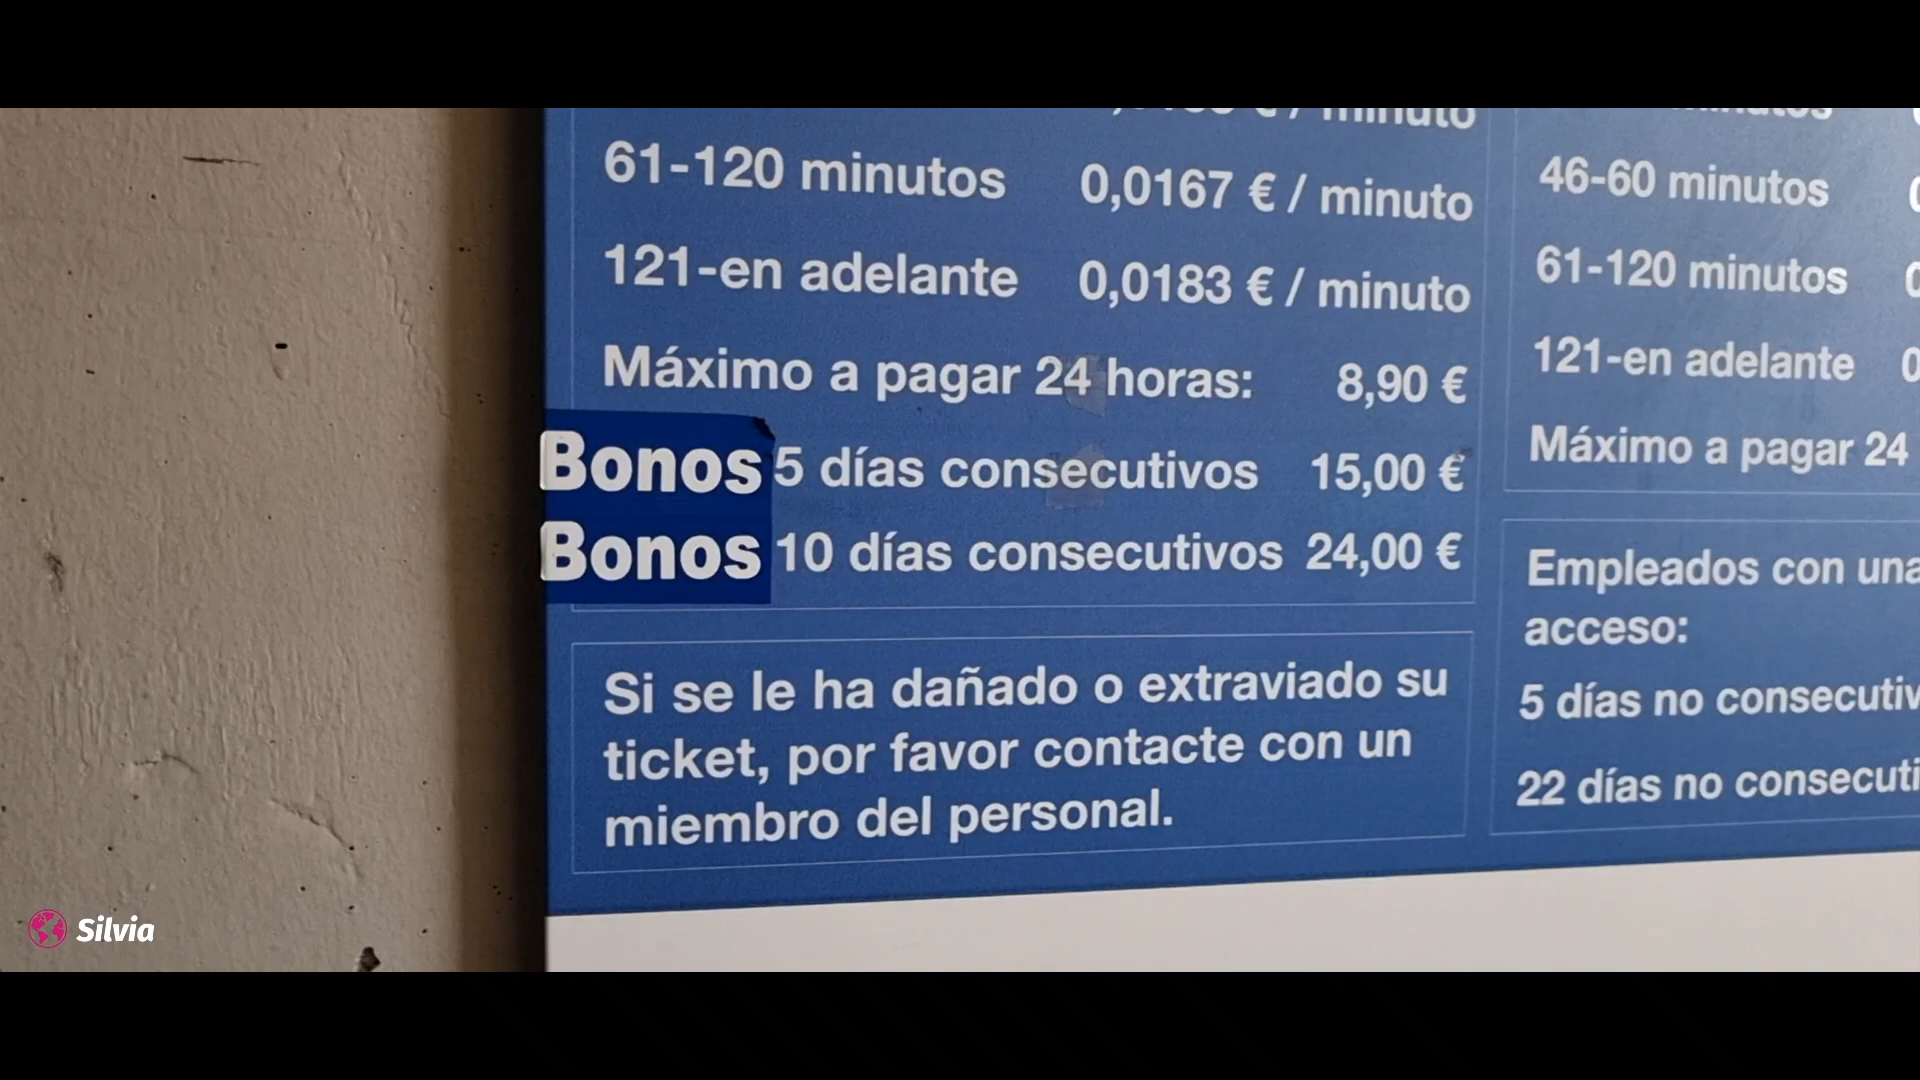 € / minuto
61-120 minutos 0,0167 € / minuto
121-en adelante 0,0183 € / minuto
Máximo a pagar 24 horas: 8,90 €
Bonos 5 días consecutivos 15,00 €
Bonos 10 días consecutivos 24,00 €
Si se le ha dañado o extraviado su
ticket, por favor contacte con un
miembro del personal.
46-60 minutos
61-120 minutos
121-en adelante
Máximo a pagar 24
Empleados con una
acceso:
5 días no consecutiv
22 días no consecuti
Silvia